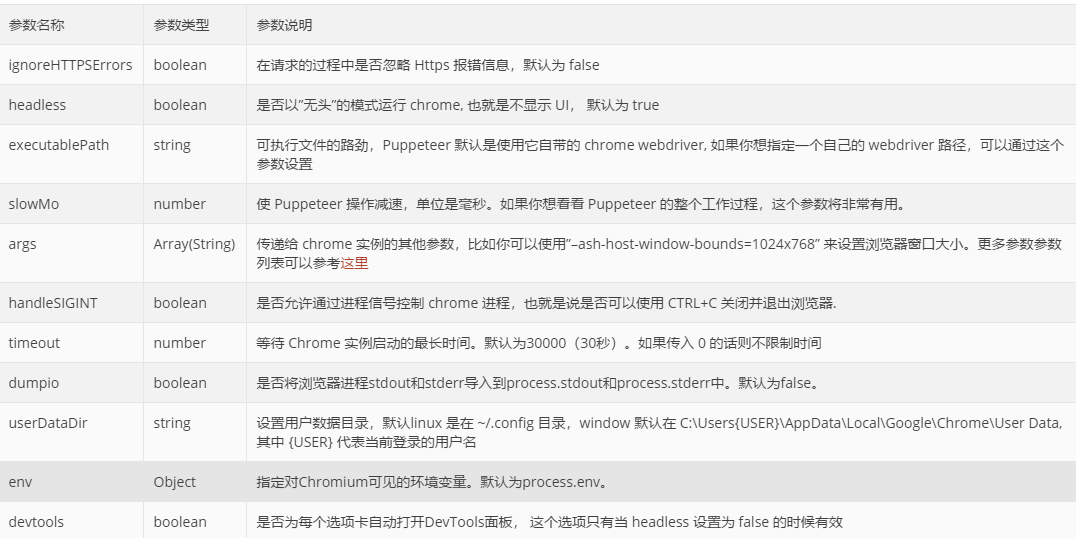 参数名称 参数类型 参数说明
ignoreHTTPSErrors boolean 在请求的过程中是否忽略 Https 报错信息，默认为 false
headless boolean 是否以”无头”的模式运行 chrome, 也就是不显示 UI， 默认为 true
executablePath string 可执行文件的路劲，Puppeteer 默认是使用它自带的 chrome webdriver, 如果你想指定一个自己的 webdriver 路径，可以通过这个
参数设置
slowMo number 使 Puppeteer 操作减速，单位是毫秒。如果你想看看 Puppeteer 的整个工作过程，这个参数将非常有用。
args Array(String) 传递给 chrome 实例的其他参数，比如你可以使用”–ash-host-window-bounds=1024x768” 来设置浏览器窗口大小。更多参数参数
列表可以参考这里
handleSIGINT boolean 是否允许通过进程信号控制 chrome 进程，也就是说是否可以使用 CTRL+C 关闭并退出浏览器.
timeout number 等待 Chrome 实例启动的最长时间。默认为30000（30秒）。如果传入 0 的话则不限制时间
dumpio boolean 是否将浏览器进程stdout和stderr导入到process.stdout和process.stderr中。默认为false。
userDataDir string 设置用户数据目录，默认linux 是在 ~/.config 目录，window 默认在 C:\Users{USER}\AppData\Local\Google\Chrome\User Data,
其中 {USER} 代表当前登录的用户名
env Object 指定对Chromium可见的环境变量。默认为process.env。
devtools boolean 是否为每个选项卡自动打开DevTools面板， 这个选项只有当 headless 设置为 false 的时候有效